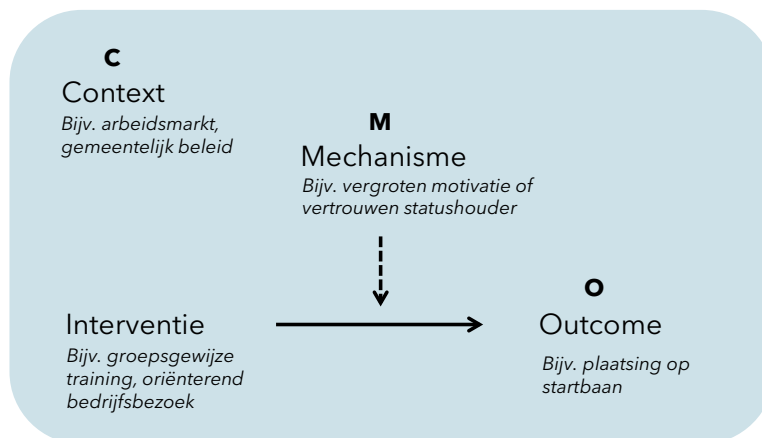 C
Context
Bijv. arbeidsmarkt,
gemeentelijk beleid
M
Mechanisme
Bijv. vergroten motivatie of
vertrouwen statushouder
Interventie
Bijv. groepsgewijze
training, oriënterend
bedrijfsbezoek
O
Outcome
Bijv. plaatsing op
startbaan